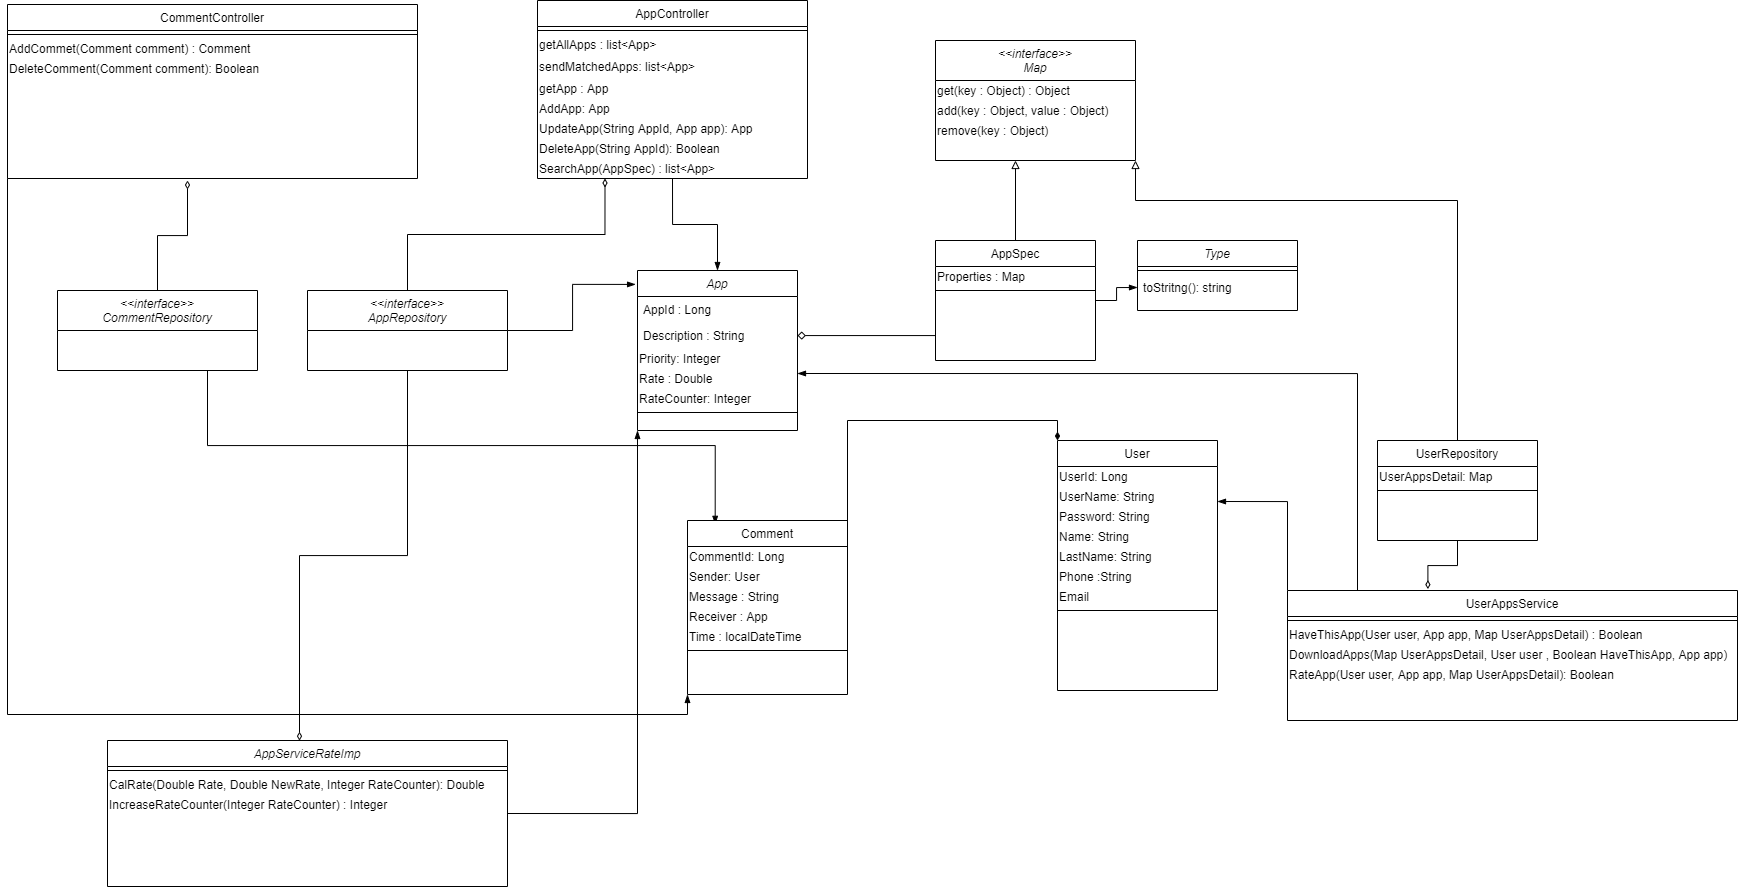 CommentController
AddCommet(Comment comment) : Comment
DeleteComment(Comment comment): Boolean
AppController
getAllApps : list<App>
sendMatchedApps: list<App>
getApp : App
AddApp: App
UpdateApp(String AppId, App app): App
DeleteApp(String AppId): Boolean
SearchApp(AppSpec) : list<App>
<<interface>>
Map
get(key : Object) : Object
add(key : Object, value : Object)
remove(key : Object)
<<interface>>
CommentRepository
<<interface>>
AppRepository
App
AppId : Long
Description : String
Priority: Integer
Rate : Double
RateCounter: Integer
AppSpec
Properties : Map
Type
toStritng(): string
Comment
CommentId: Long
Sender: User
Message : String
Receiver : App
Time : localDateTime
User
UserId: Long
UserName: String
Password: String
Name: String
LastName: String
Phone :String
Email
UserRepository
UserAppsDetail: Map
UserAppsService
HaveThisApp(User user, App app, Map UserAppsDetail) : Boolean
DownloadApps(Map UserAppsDetail, User user , Boolean HaveThisApp, App app)
RateApp(User user, App app, Map UserAppsDetail): Boolean
AppServiceRateImp
CalRate(Double Rate, Double NewRate, Integer RateCounter): Double
IncreaseRateCounter(Integer RateCounter) : Integer